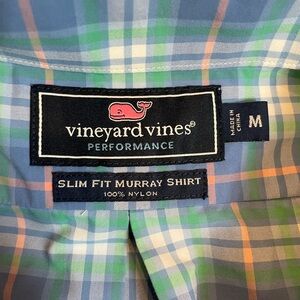 vineyard vines®
PERFORMANCE
MADE IN
CHINA
M
SLIM FIT MURRAY SHIRT
100% NYLON